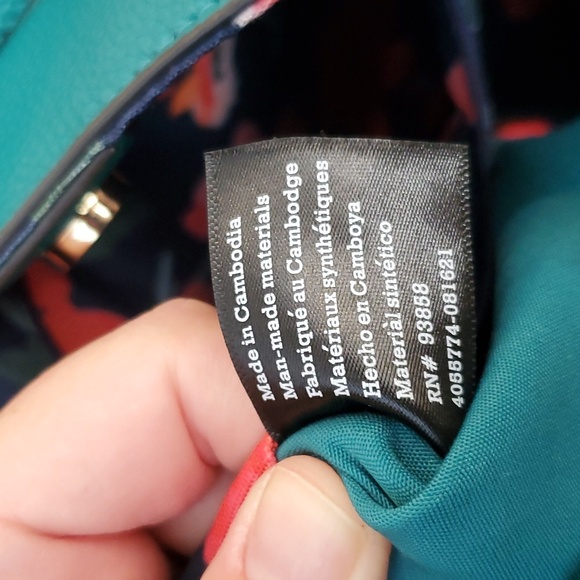 Made in Cambodia
Man-made materials
Fabriqué au Cambodge
Matériaux synthétiques
Hecho en Camboya
Materiàl sintético
RN# 93858
4055774-081621